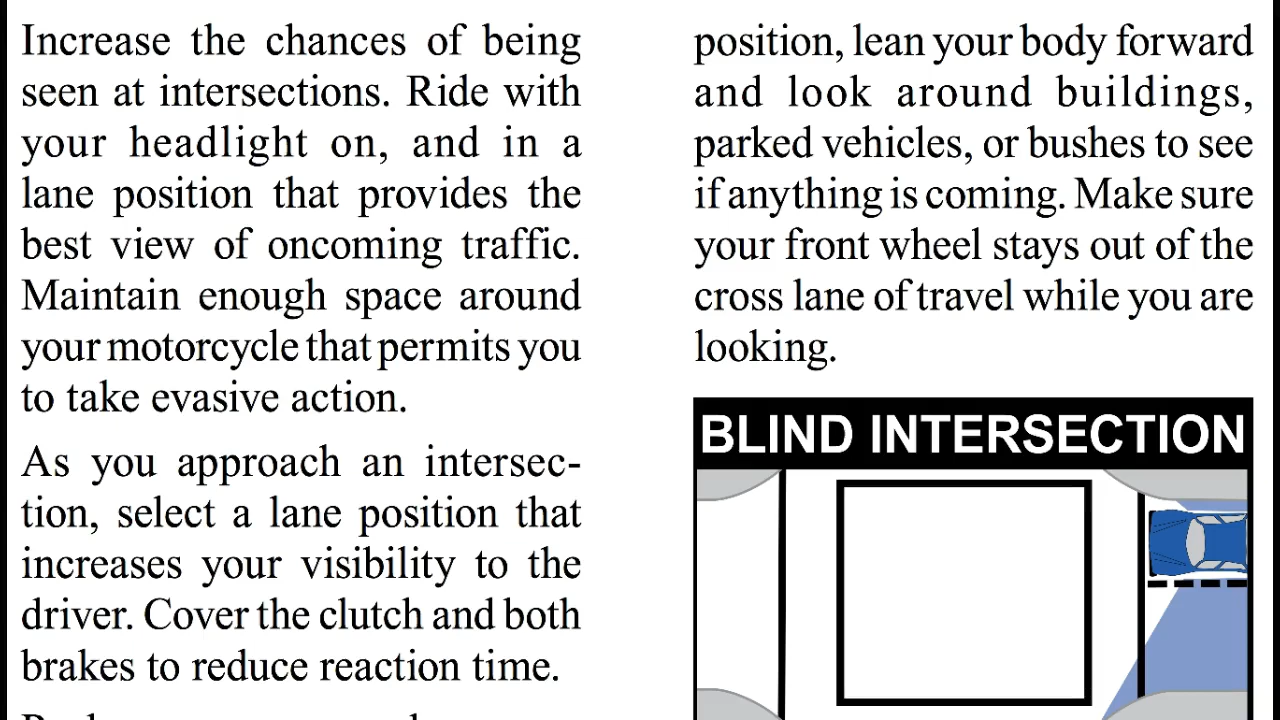 Increase the chances of being
seen at intersections. Ride with
your headlight on, and in a
lane position that provides the
best view of oncoming traffic.
Maintain enough space around
your motorcycle that permits you
to take evasive action.
As you approach an intersec-
tion, select a lane position that
increases your visibility to the
driver. Cover the clutch and both
brakes to reduce reaction time.
position, lean your body forward
and look around buildings,
parked vehicles, or bushes to see
if anything is coming. Make sure
your front wheel stays out of the
cross lane of travel while you are
looking.
BLIND INTERSECTION